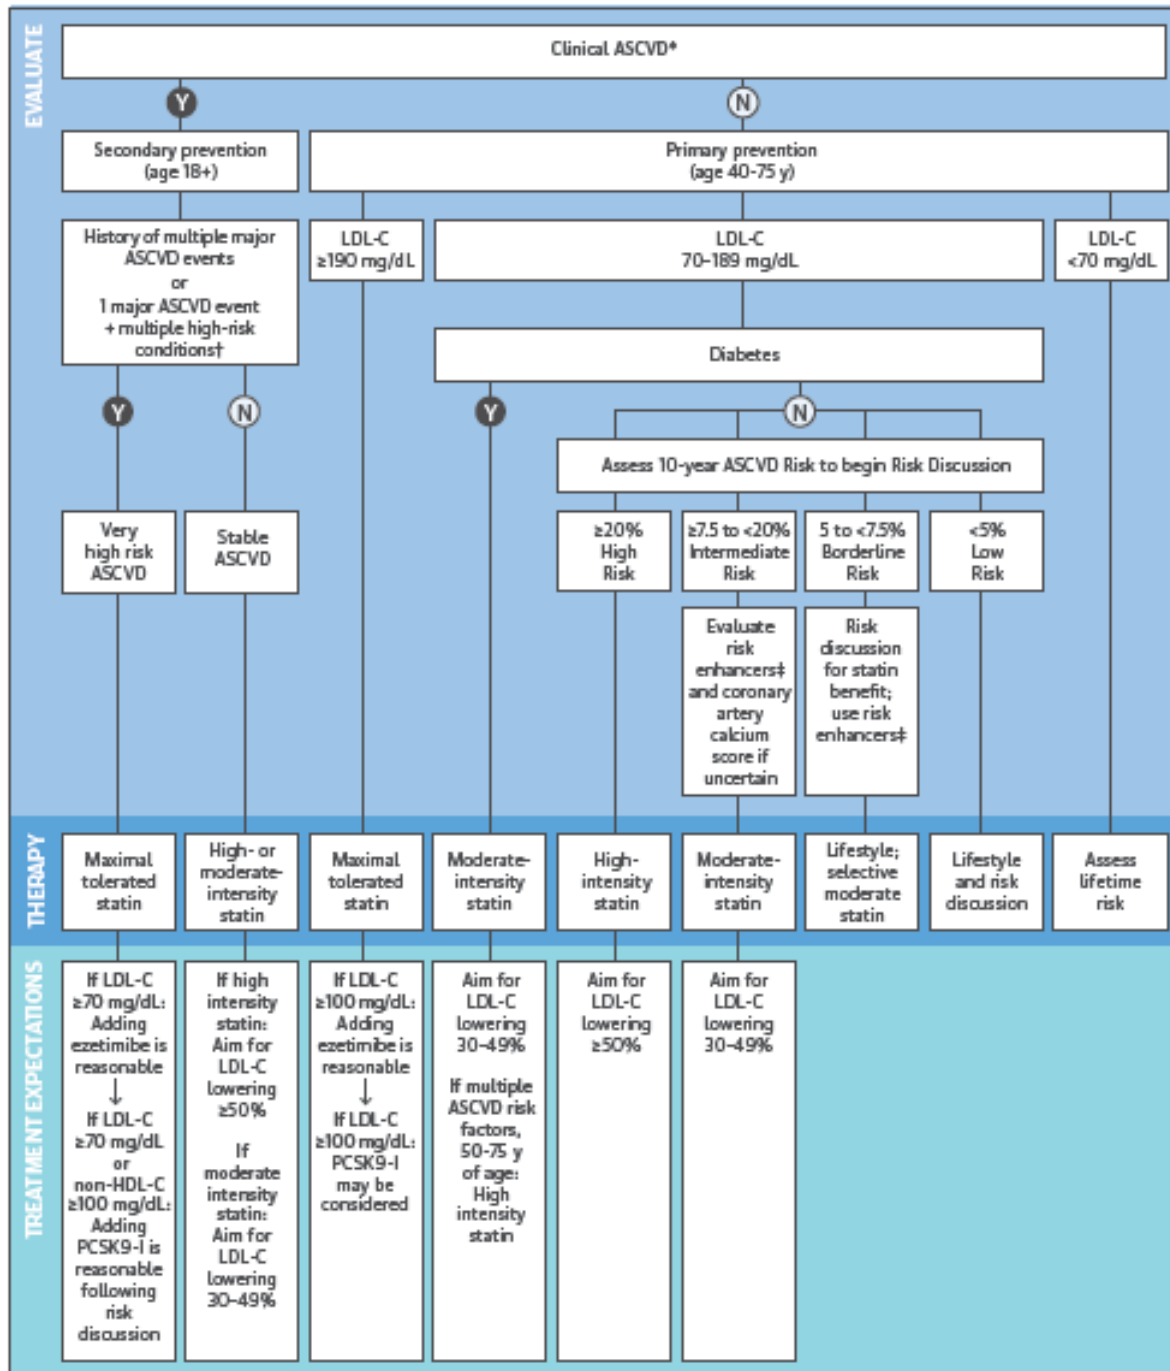 EVALUATE
Clinical ASCVD*
Y
N
Secondary prevention
(age 18+)
Primary prevention
(age 40-75 y)
History of multiple major
ASCVD events
or
1 major ASCVD event
+ multiple high-risk
conditions†
LDL-C
≥190 mg/dL
LDL-C
70-189 mg/dL
LDL-C
<70 mg/dL
Diabetes
Y
N
Y
N
Assess 10-year ASCVD Risk to begin Risk Discussion
Very
high risk
ASCVD
Stable
ASCVD
≥20%
High
Risk
≥7.5 to <20%
Intermediate
Risk
5 to <7.5%
Borderline
Risk
<5%
Low
Risk
Evaluate
risk
enhancers‡
and coronary
artery
calcium
score if
uncertain
Risk
discussion
for statin
benefit;
use risk
enhancers‡
THERAPY
Maximal
tolerated
statin
High- or
moderate-
intensity
statin
Maximal
tolerated
statin
Moderate-
intensity
statin
High-
intensity
statin
Moderate-
intensity
statin
Lifestyle;
selective
moderate
statin
Lifestyle
and risk
discussion
Assess
lifetime
risk
TREATMENT EXPECTATIONS
If LDL-C
≥70 mg/dL:
Adding
ezetimibe is
reasonable
↓
If LDL-C
≥70 mg/dL
or
non-HDL-C
≥100 mg/dL:
Adding
PCSK9-I is
reasonable
following
risk
discussion
If high
intensity
statin:
Aim for
LDL-C
lowering
≥50%
If
moderate
intensity
statin:
Aim for
LDL-C
lowering
30-49%
If LDL-C
≥100 mg/dL:
Adding
ezetimibe is
reasonable
↓
If LDL-C
≥100 mg/dL:
PCSK9-I
may be
considered
Aim for
LDL-C
lowering
30-49%
If multiple
ASCVD risk
factors,
50-75 y
of age:
High
intensity
statin
Aim for
LDL-C
lowering
≥50%
Aim for
LDL-C
lowering
30-49%